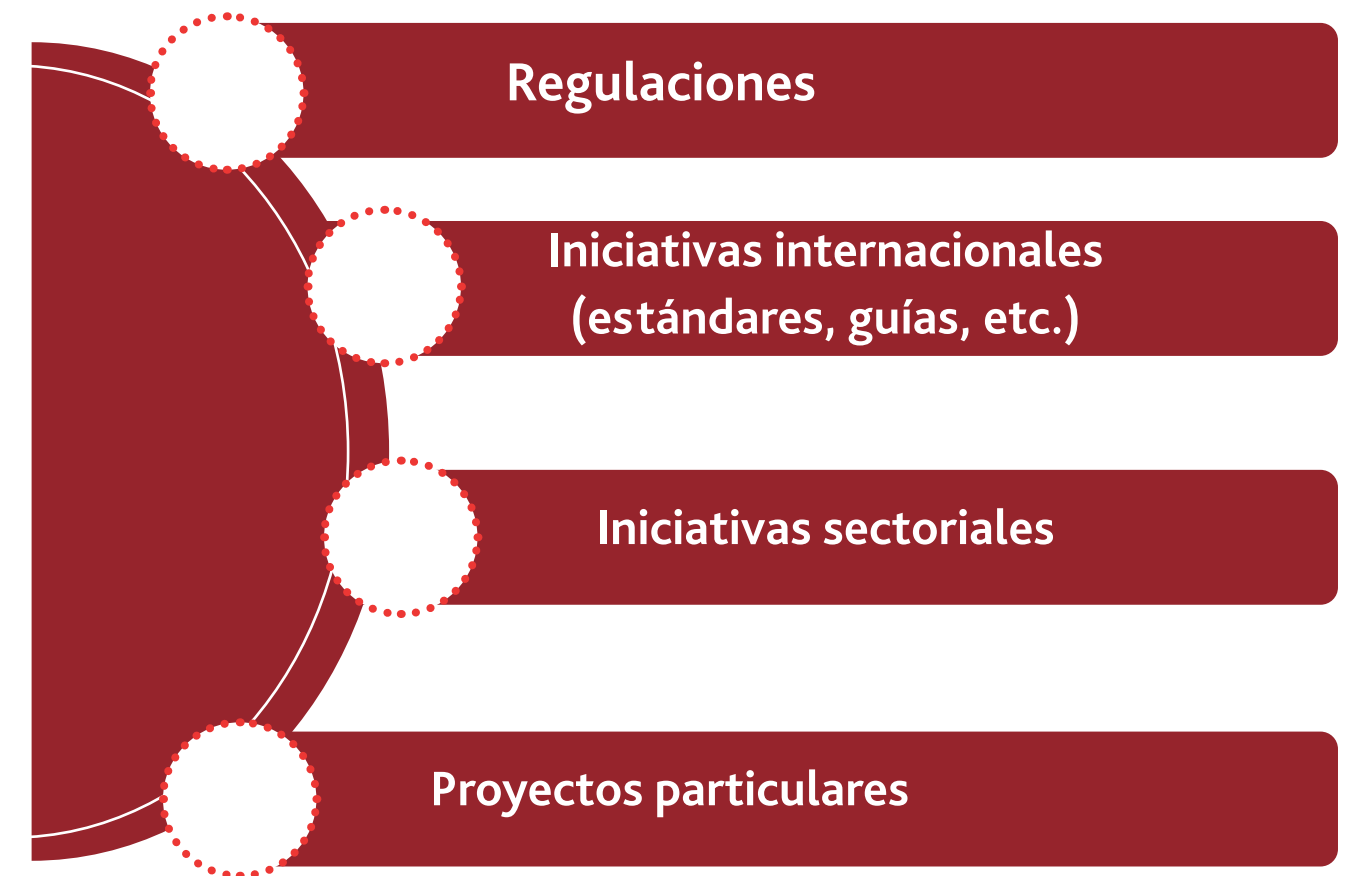 Regulaciones
Iniciativas internacionales
(estándares, guías, etc.)
Iniciativas sectoriales
Proyectos particulares